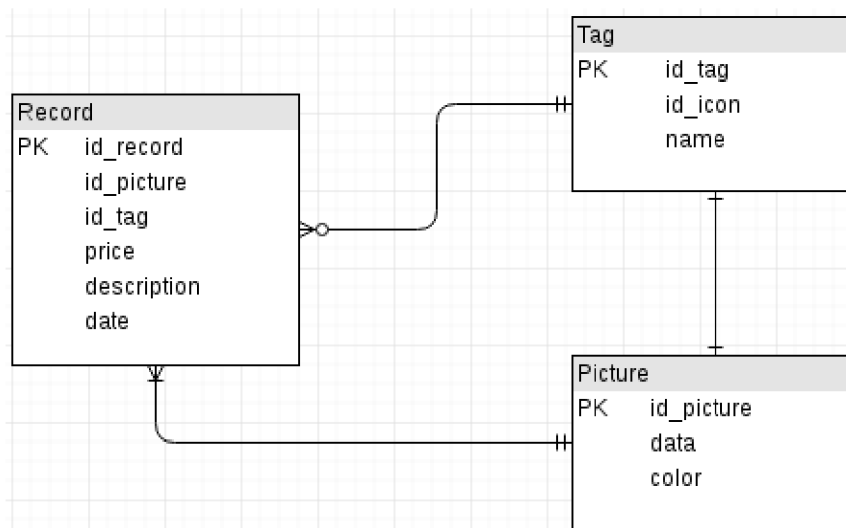 Tag
PK id_tag
id_icon
name
Record
PK id_record
id_picture
id_tag
price
description
date
Picture
PK id_picture
data
color